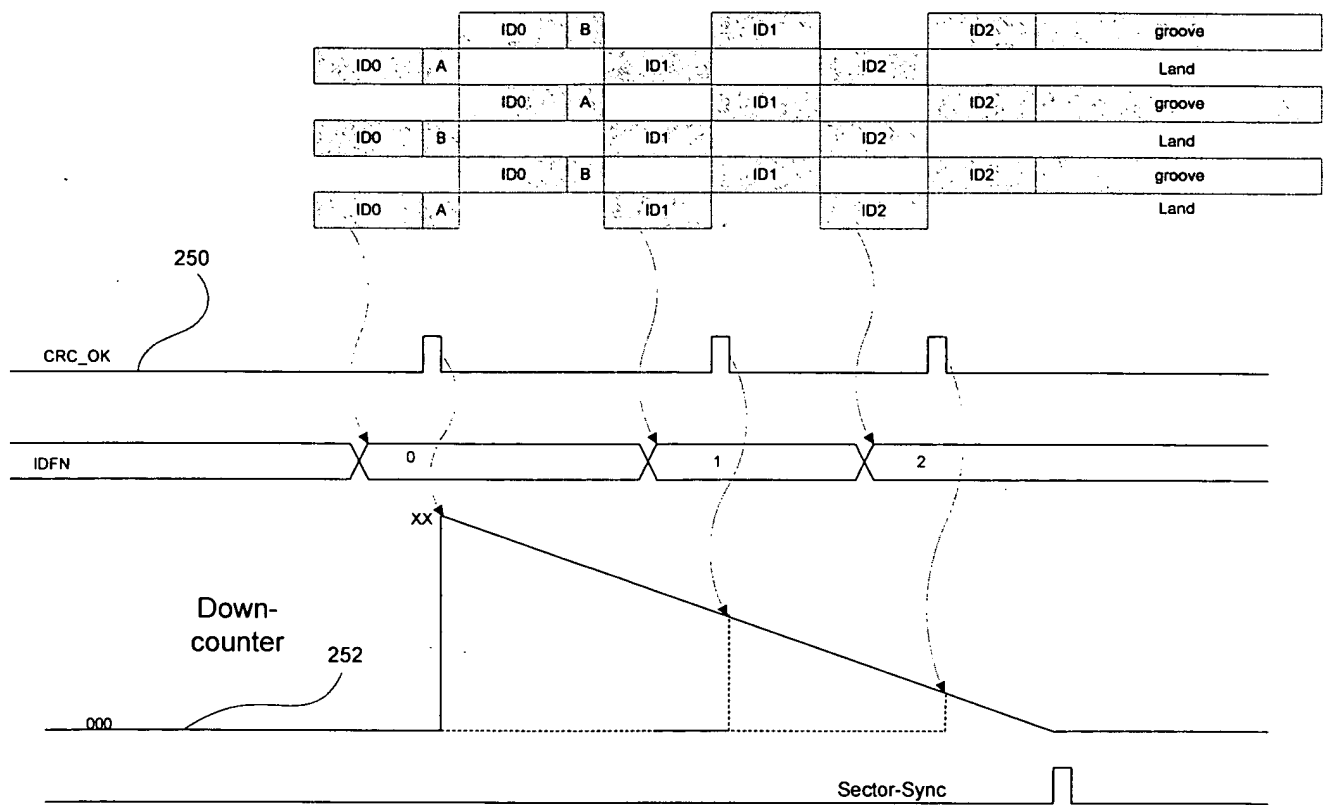 ID0 B ID1 ID2 groove
ID0 A ID1 ID2 Land
ID0 A ID1 ID2 groove
ID0 B ID1 ID2 Land
ID0 B ID1 ID2 groove
ID0 A ID1 ID2 Land
250
CRC_OK
IDFN 0 1 2
XX
Down-
counter
252
000
Sector-Sync